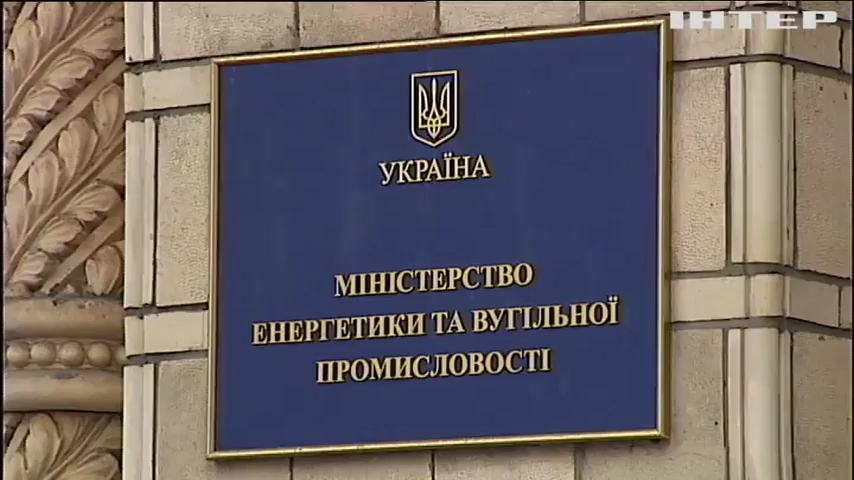 ІНТЕР
УКРАЇНА
МІНІСТЕРСТВО
ЕНЕРГЕТИКИ ТА ВУГІЛЬНОЇ
ПРОМИСЛОВОСТІ